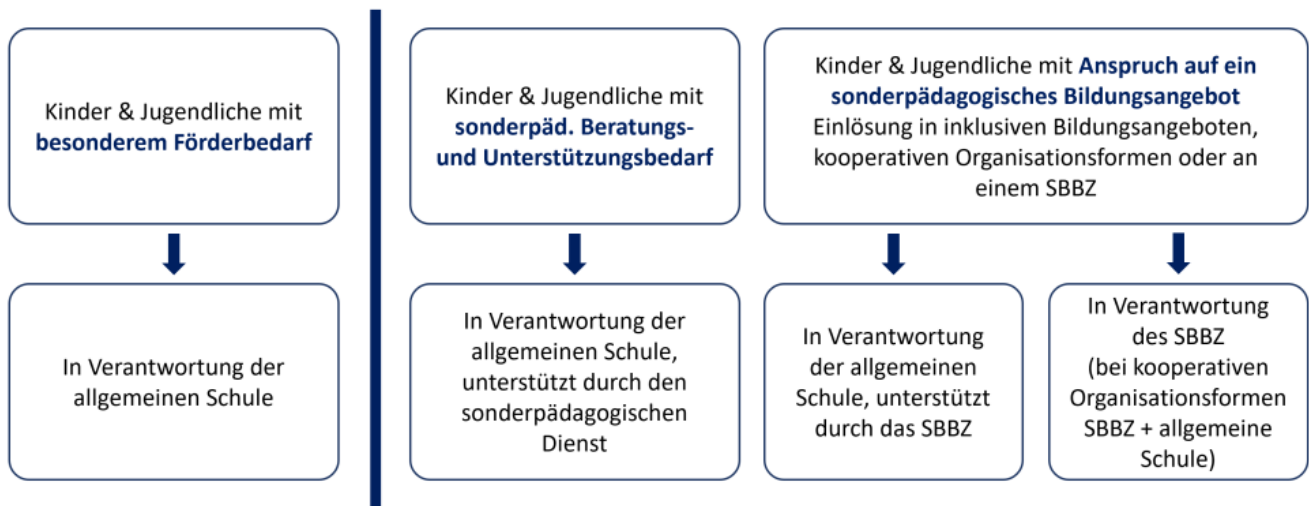 Kinder & Jugendliche mit
besonderem Förderbedarf
Kinder & Jugendliche mit
sonderpäd. Beratungs-
und Unterstützungsbedarf
Kinder & Jugendliche mit Anspruch auf ein
sonderpädagogisches Bildungsangebot
Einlösung in inklusiven Bildungsangeboten,
kooperativen Organisationsformen oder an
einem SBBZ
In Verantwortung der
allgemeinen Schule
In Verantwortung der
allgemeinen Schule,
unterstützt durch den
sonderpädagogischen
Dienst
In Verantwortung
der allgemeinen
Schule, unterstützt
durch das SBBZ
In Verantwortung
des SBBZ
(bei kooperativen
Organisationsformen
SBBZ + allgemeine
Schule)